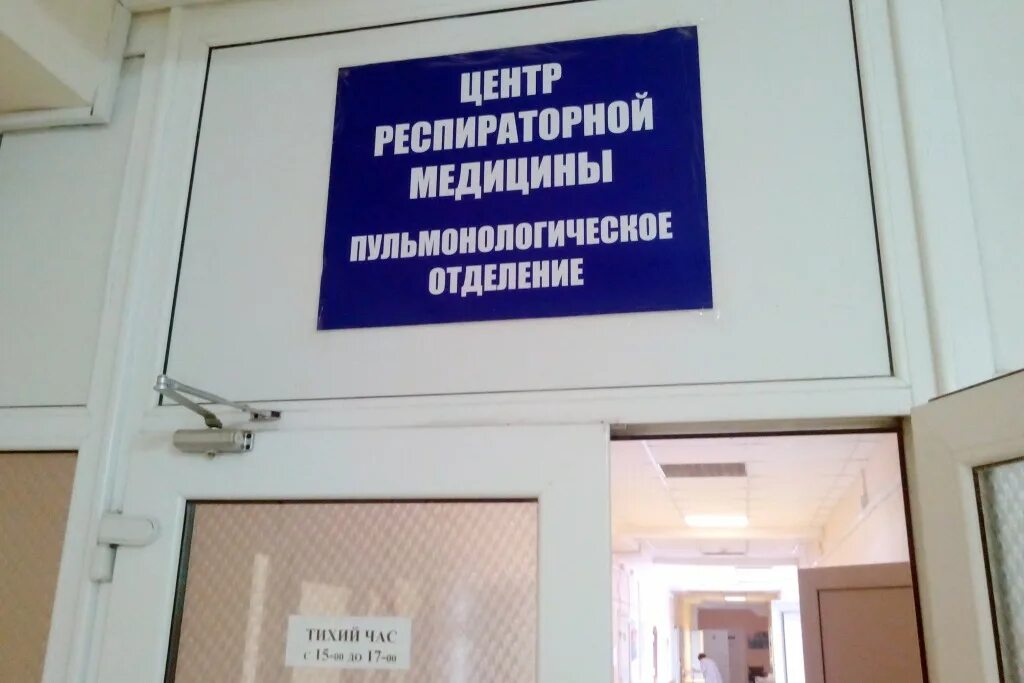 ЦЕНТР
РЕСПИРАТОРНОЙ
МЕДИЦИНЫ
ПУЛЬМОНОЛОГИЧЕСКОЕ
ОТДЕЛЕНИЕ
ТИХИЙ ЧАС
с 15-00 до 17-00